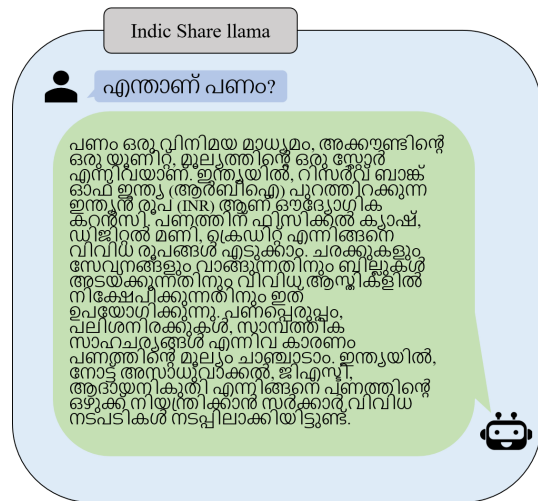 Indic Share llama
എന്താണ് പണം?
പണം ഒരു വിനിമയ മാധ്യമം, അക്കൗണ്ടിന്റെ
ഒരു യൂണിറ്റ്, മൂല്യത്തിന്റെ ഒരു സ്റ്റോർ
എന്നിവയാണ്. ഇന്ത്യയിൽ, റിസർവ് ബാങ്ക്
ഓഫ് ഇന്ത്യ (ആർബിഐ) പുറത്തിറക്കുന്ന
ഇന്ത്യൻ രൂപ (INR) ആണ് ഔദ്യോഗിക
കറൻസി. പണത്തിന് ഫിസിക്കൽ ക്യാഷ്,
ഡിജിറ്റൽ മണി, ക്രെഡിറ്റ് എന്നിങ്ങനെ
വിവിധ രൂപങ്ങൾ എടുക്കാം. ചരക്കുകളും
സേവനങ്ങളും വാങ്ങുന്നതിനും ബില്ലുകൾ
അടയ്ക്കുന്നതിനും വിവിധ ആസ്തികളിൽ
നിക്ഷേപിക്കുന്നതിനും ഇത്
ഉപയോഗിക്കുന്നു. പണപ്പെരുപ്പം,
പലിശനിരക്കുകൾ, സാമ്പത്തിക
സാഹചര്യങ്ങൾ എന്നിവ കാരണം
പണത്തിന്റെ മൂല്യം ചാഞ്ചാടാം. ഇന്ത്യയിൽ,
നോട്ട് അസാധുവാക്കൽ, ജിഎസ്ടി,
ആദായനികുതി എന്നിങ്ങനെ പണത്തിന്റെ
ഒഴുക്ക് നിയന്ത്രിക്കാൻ സർക്കാർ വിവിധ
നടപടികൾ നടപ്പിലാക്കിയിട്ടുണ്ട്.